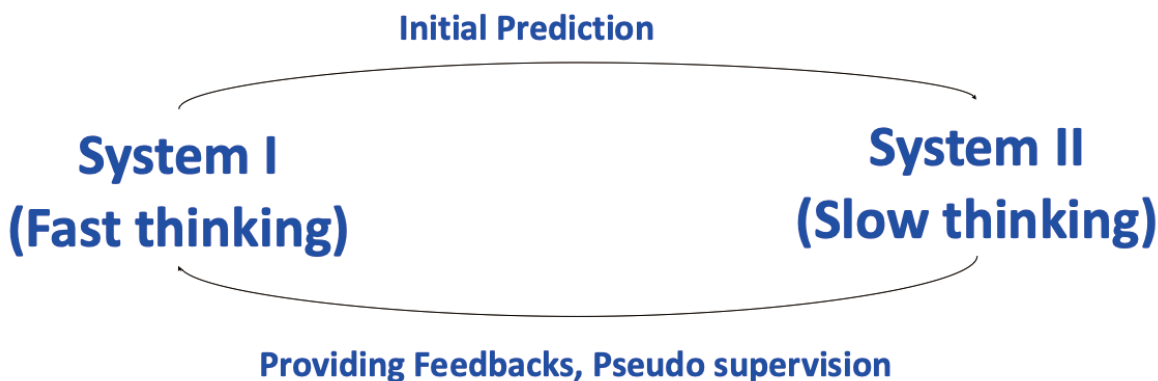 Initial Prediction
System I
(Fast thinking)
System II
(Slow thinking)
Providing Feedbacks, Pseudo supervision